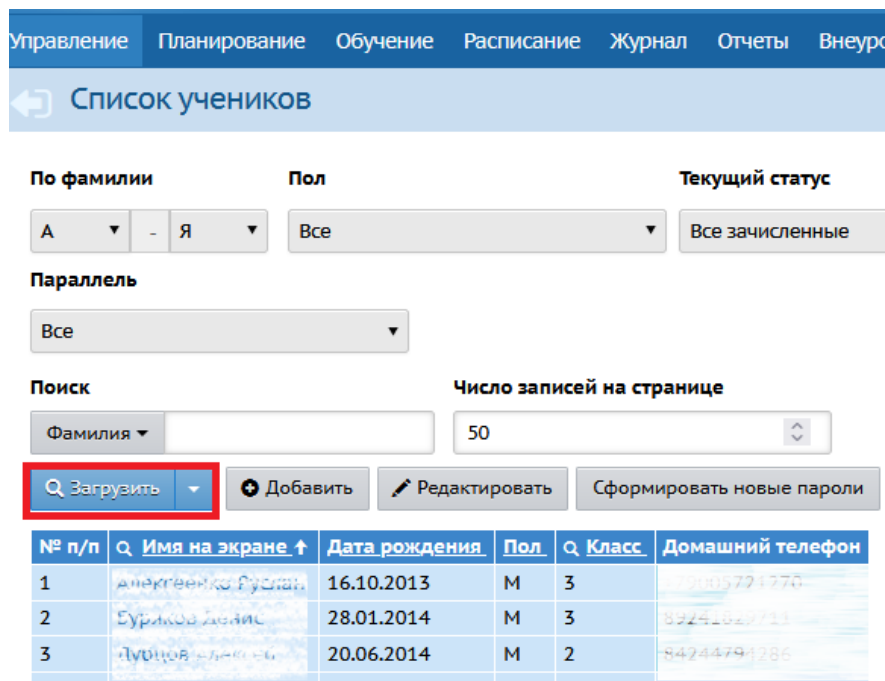 Управление Планирование Обучение Расписание Журнал Отчеты Внеурс
Список учеников
По фамилии Пол Текущий статус
А - Я Все Все зачисленные
Параллель
Все
Поиск Число записей на странице
Фамилия 50
Загрузить Добавить Редактировать Сформировать новые пароли
№ п/п Имя на экране Дата рождения Пол Класс Домашний телефон
1 16.10.2013 М 3
2 28.01.2014 М 3
3 20.06.2014 М 2